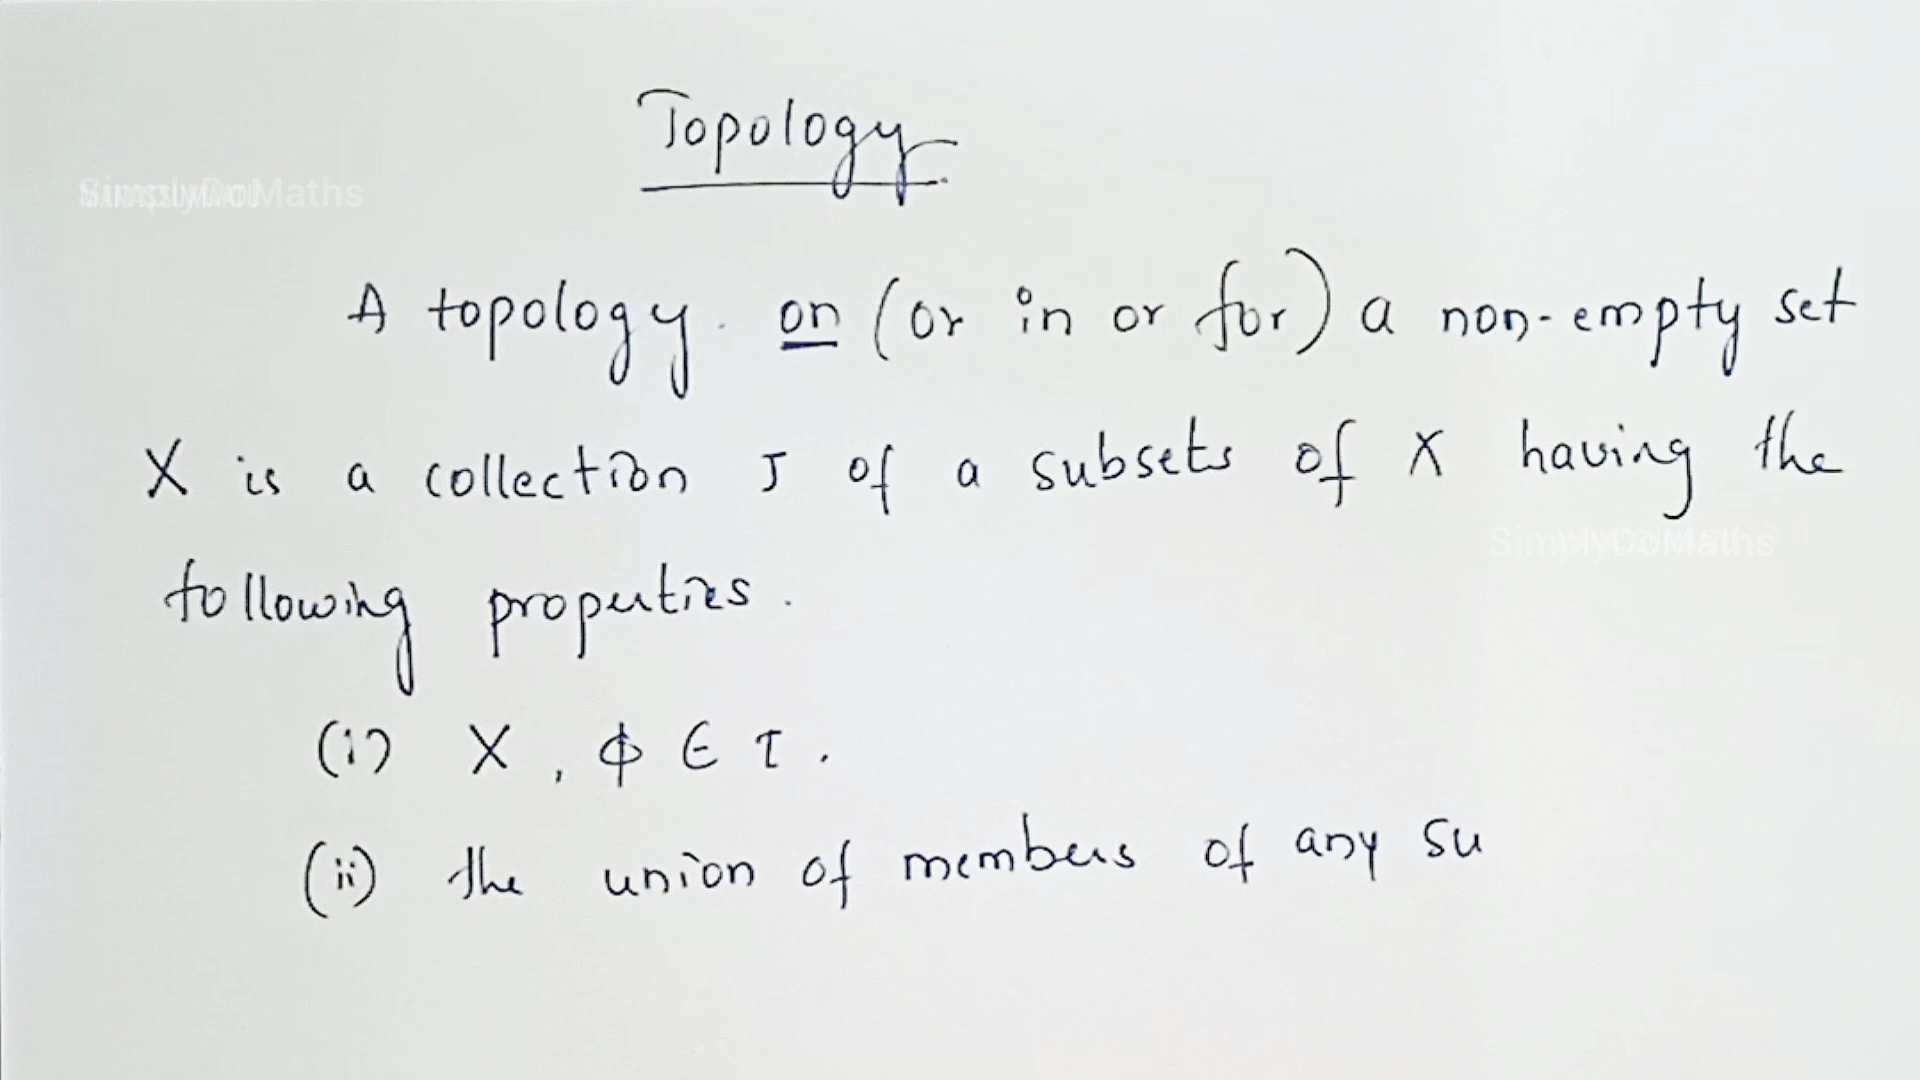 Topology
SimplyDoMaths
A topology on (or in or for) a non-empty set
X is a collection J of a subsets of X having the
SimplyDoMaths
following properties.
(i) X, ϕ ∈ τ.
(ii) the union of members of any su